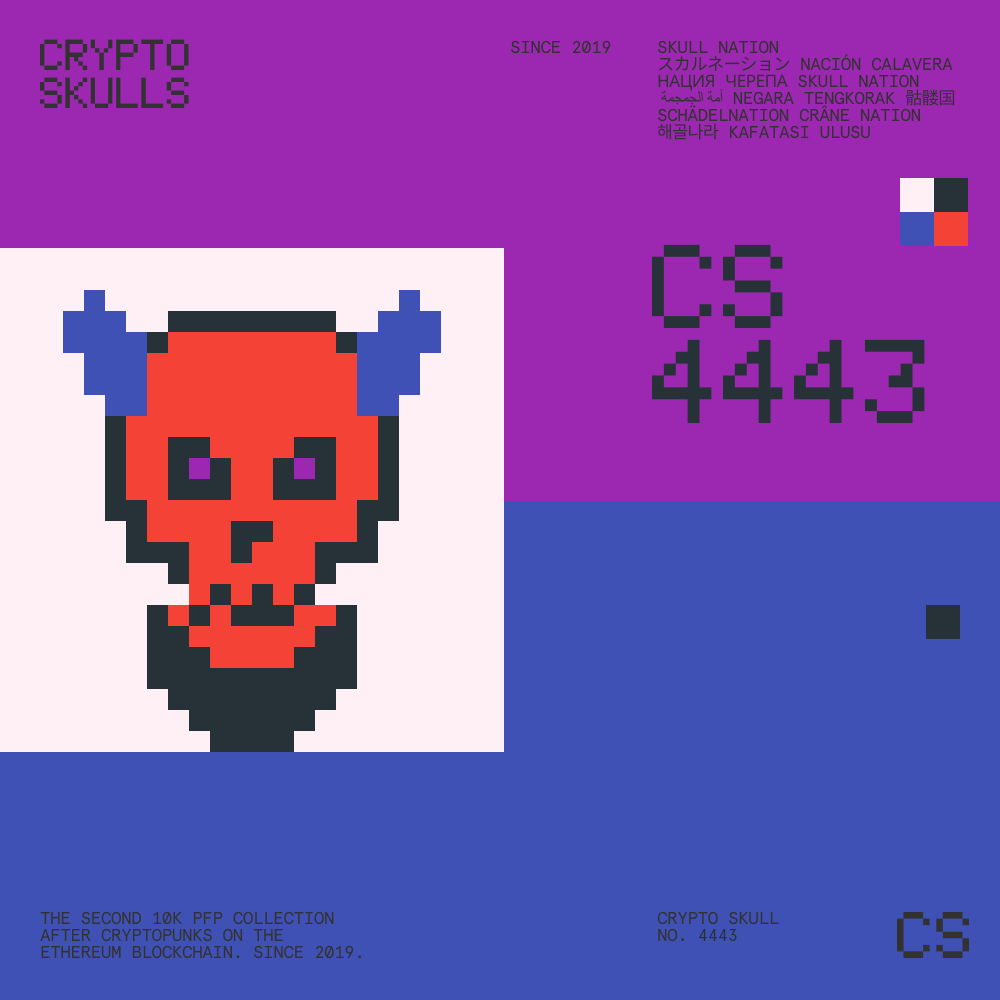 CRYPTO
SKULLS
SINCE 2019
SKULL NATION
スカルネーション NACIÓN CALAVERA
НАЦИЯ ЧЕРЕПА SKULL NATION
أمة الجمجمة NEGARA TENGKORAK 骷髅国
SCHÄDELNATION CRÂNE NATION
해골나라 KAFATASI ULUSU
CS
4443
THE SECOND 10K PFP COLLECTION
AFTER CRYPTOPUNKS ON THE
ETHEREUM BLOCKCHAIN. SINCE 2019.
CRYPTO SKULL
NO. 4443
CS